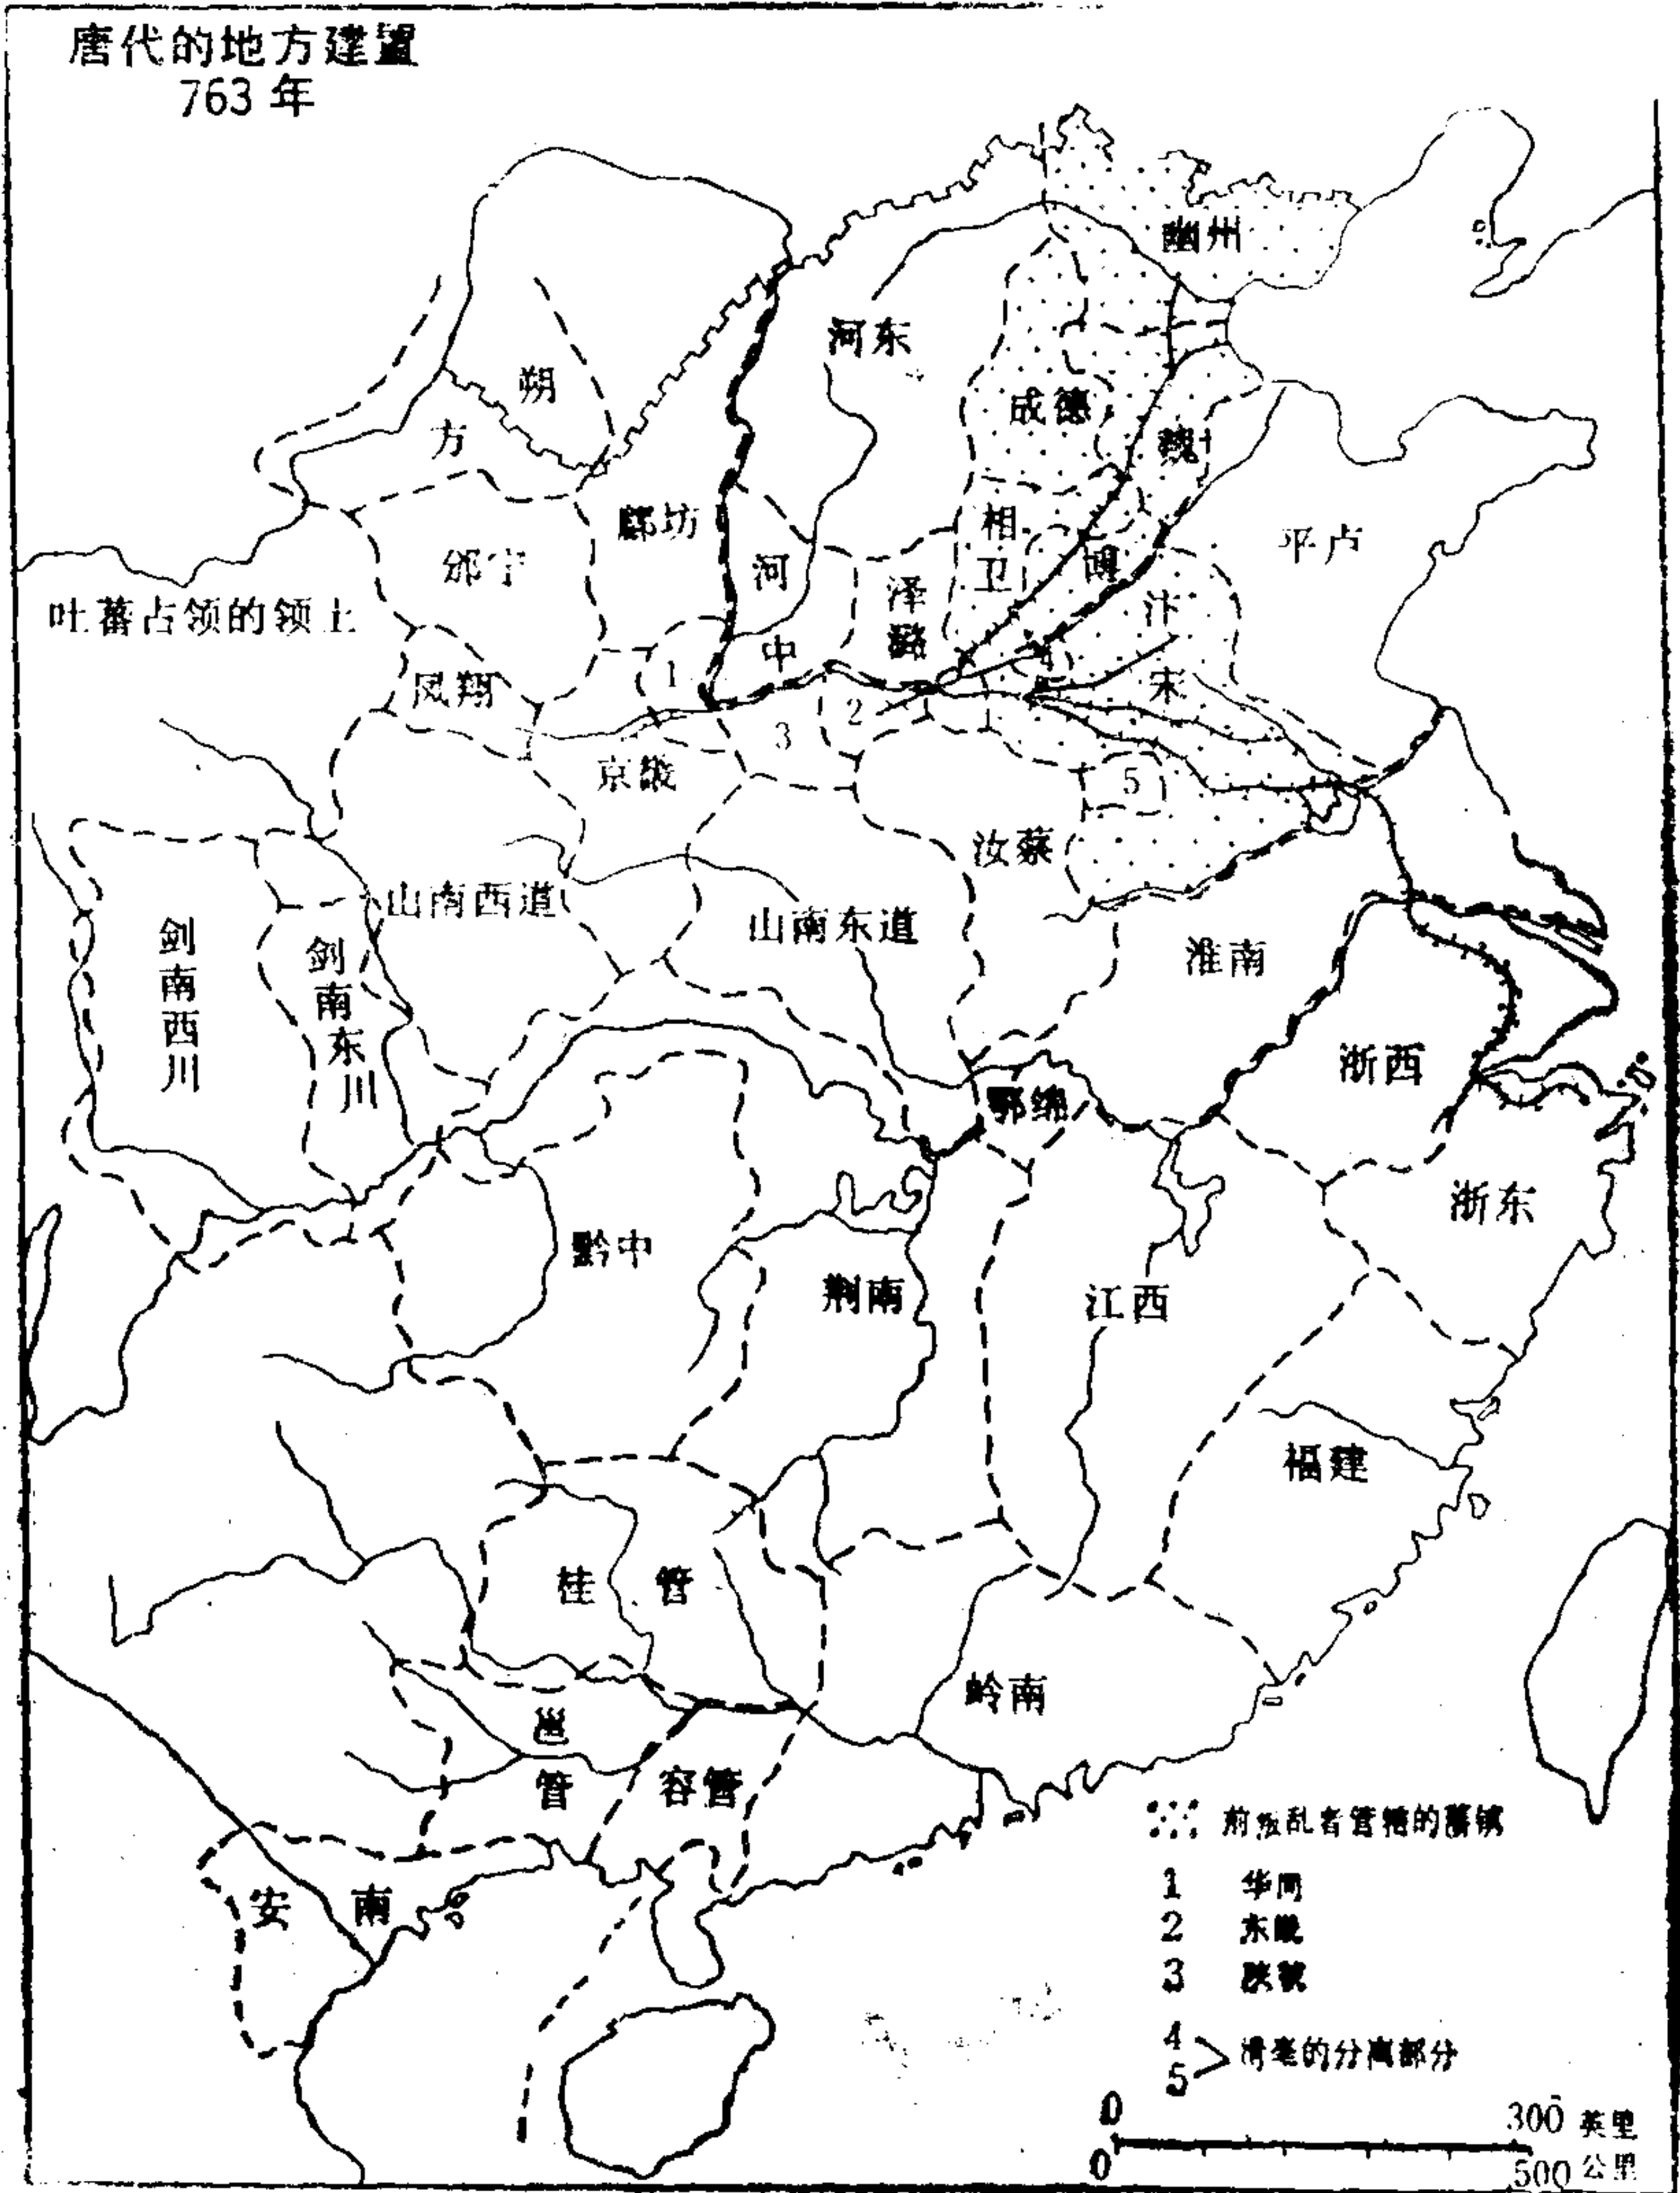 唐代的地方建置
763 年
幽州
河东
朔
方
成德
魏
博
鄜坊
相
卫
邠宁
河
中
泽
潞
平卢
汴
宋
吐蕃占领的领土
凤翔
1
2
3
4
5
京畿
汝蔡
山南西道
山南东道
剑南西川
剑南东川
淮南
浙西
鄂绵
浙东
黔中
荆南
江西
福建
桂管
岭南
邕管
容管
安南
前叛乱者管辖的藩镇
1 华同
2 东畿
3 陕虢
4
5
滑亳的分离部分
0 300 英里
0 500 公里